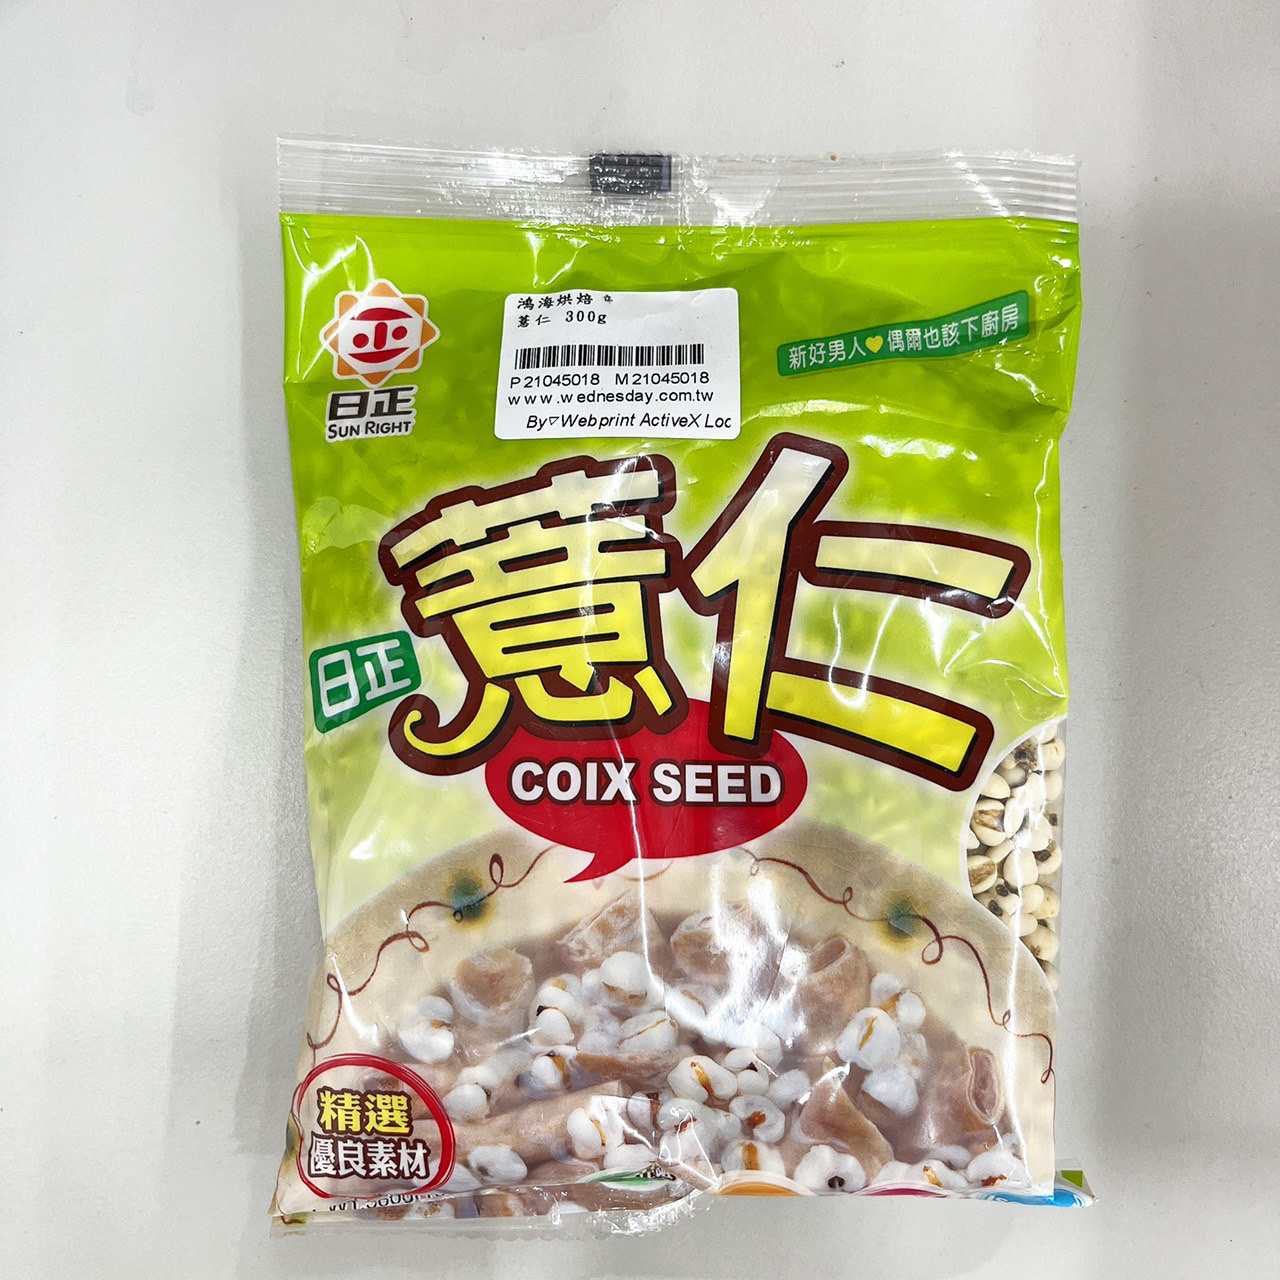 鴻海烘焙
薏仁 300g
P21045018 M21045018
www.wednesday.com.tw
By▽Webprint ActiveX Loc
新好男人 偶爾也該下廚房
日正
SUN RIGHT
薏仁
日正
COIX SEED
精選
優良素材